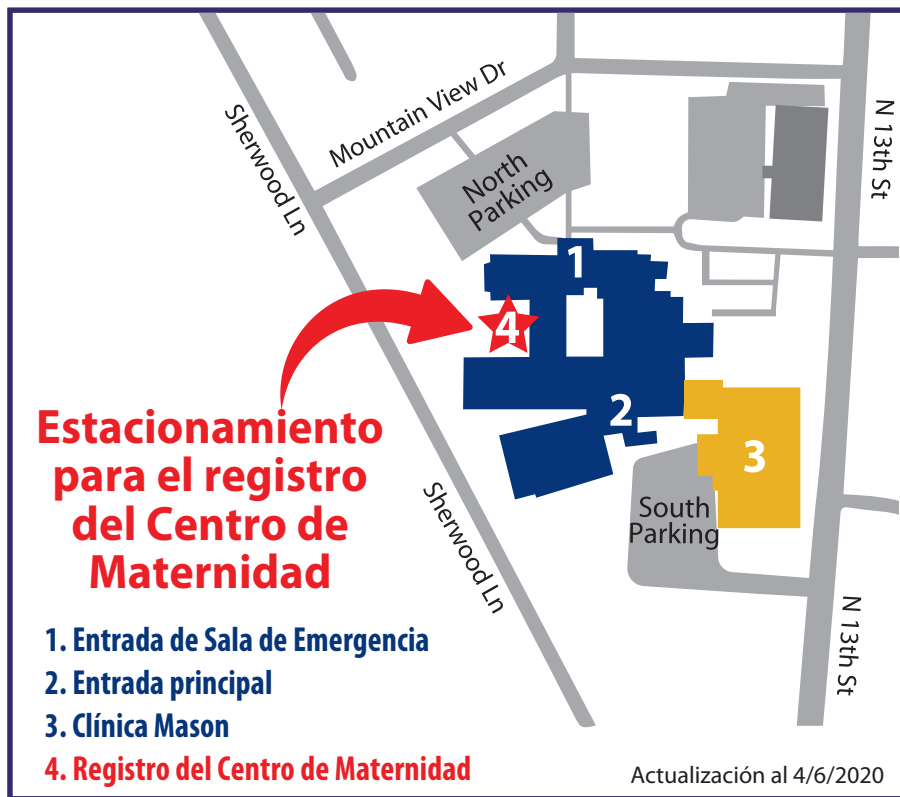 Mountain View Dr
Sherwood Ln
N 13th St
North
Parking
1
4
2
3
Estacionamiento
para el registro
del Centro de
Maternidad
South
Parking
Sherwood Ln
N 13th St
1. Entrada de Sala de Emergencia
2. Entrada principal
3. Clínica Mason
4. Registro del Centro de Maternidad
Actualización al 4/6/2020